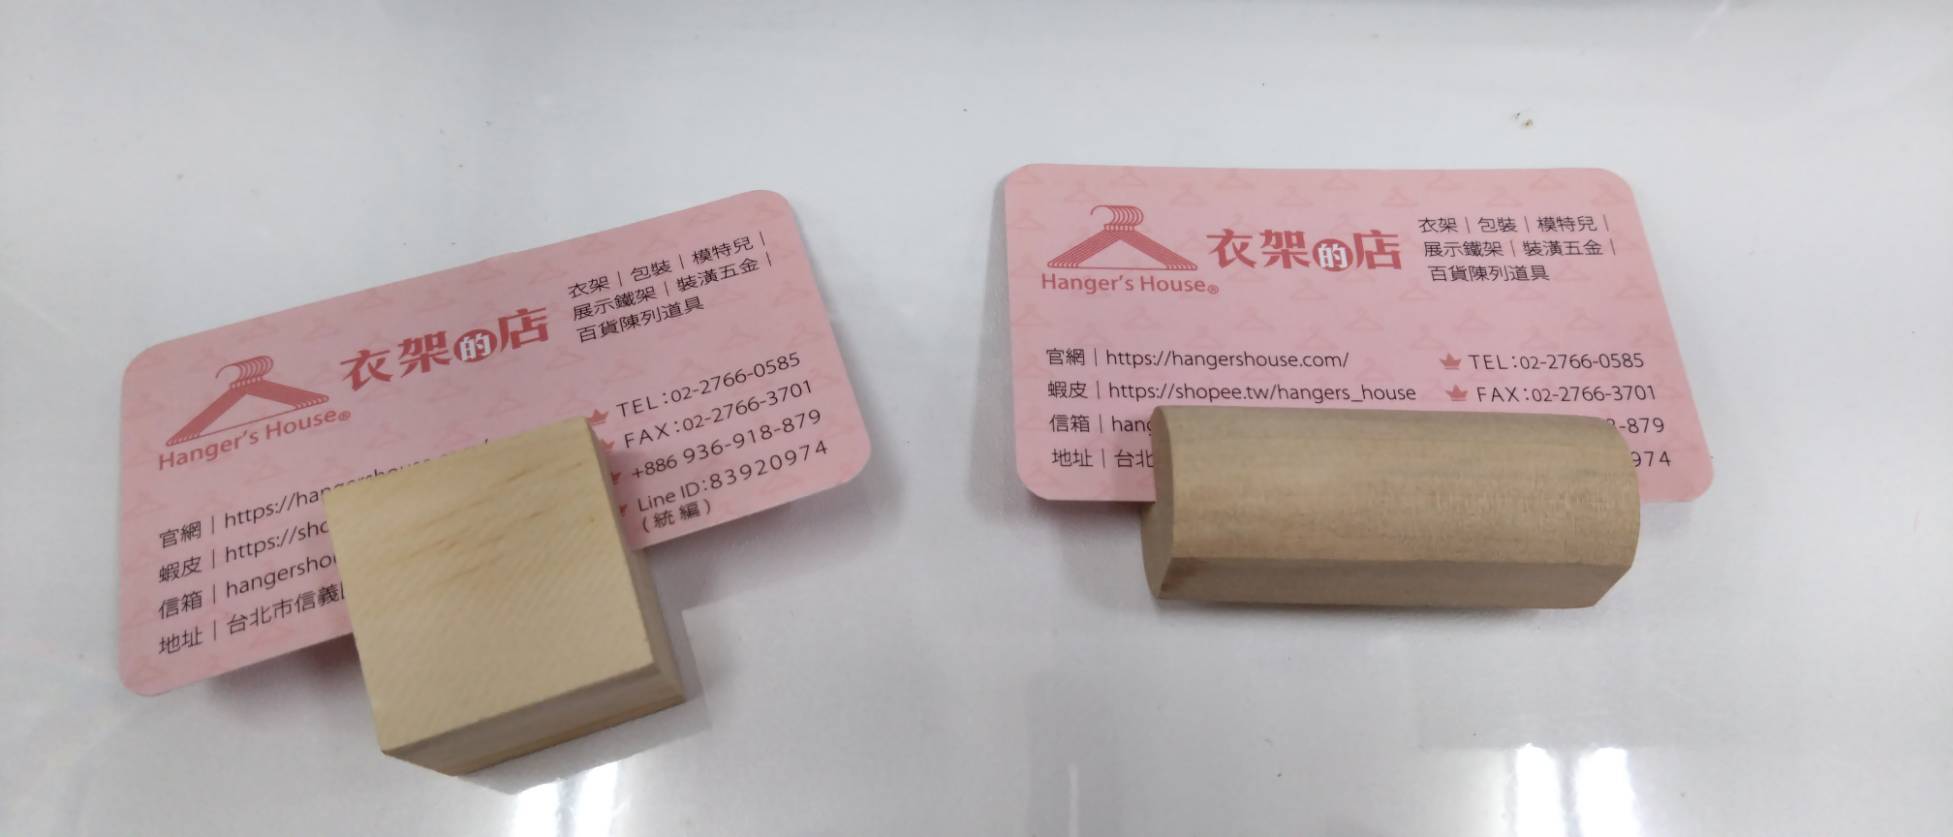 Hanger's House®
衣架的店
衣架｜包裝｜模特兒｜
展示鐵架｜裝潢五金｜
百貨陳列道具
官網｜https://hangershouse.com/
蝦皮｜https://sho
信箱｜hangersho
地址｜台北市信義
TEL：02-2766-0585
FAX：02-2766-3701
+886 936-918-879
Line ID：83920974
(統編)
Hanger's House®
衣架的店
衣架｜包裝｜模特兒｜
展示鐵架｜裝潢五金｜
百貨陳列道具
官網｜https://hangershouse.com/
蝦皮｜https://shopee.tw/hangers_house
信箱｜hang
地址｜台北
TEL：02-2766-0585
FAX：02-2766-3701
-879
974